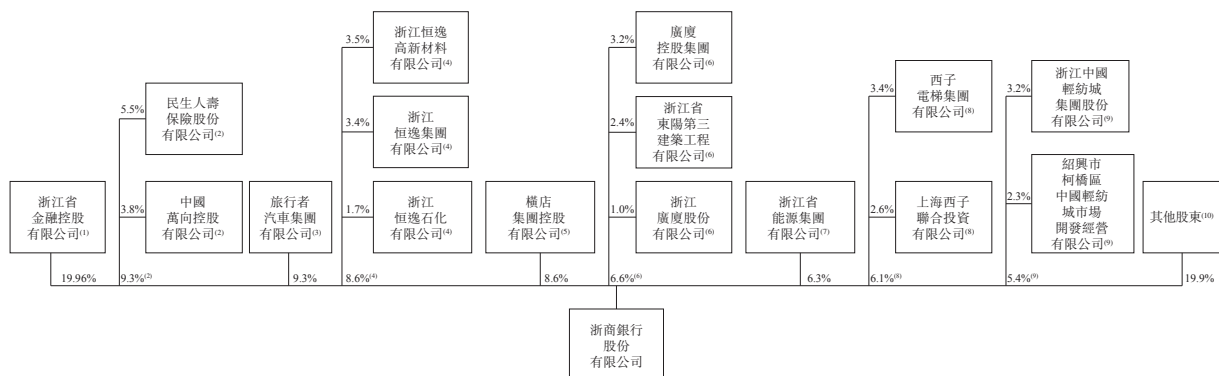 3.5%
浙江恒逸
高新材料
有限公司(4)
3.2%
廣廈
控股集團
有限公司(6)
5.5%
民生人壽
保險股份
有限公司(2)
3.4%
浙江
恒逸集團
有限公司(4)
2.4%
浙江省
東陽第三
建築工程
有限公司(6)
3.4%
西子
電梯集團
有限公司(8)
3.2%
浙江中國
輕紡城
集團股份
有限公司(9)
浙江省
金融控股
有限公司(1)
3.8%
中國
萬向控股
有限公司(2)
旅行者
汽車集團
有限公司(3)
1.7%
浙江
恒逸石化
有限公司(4)
橫店
集團控股
有限公司(5)
1.0%
浙江
廣廈股份
有限公司(6)
浙江省
能源集團
有限公司(7)
2.6%
上海西子
聯合投資
有限公司(8)
2.3%
紹興市
柯橋區
中國輕紡
城市場
開發經營
有限公司(9)
其他股東(10)
19.96%
9.3%(2)
9.3%
8.6%(4)
8.6%
6.6%(6)
6.3%
6.1%(8)
5.4%(9)
19.9%
浙商銀行
股份
有限公司